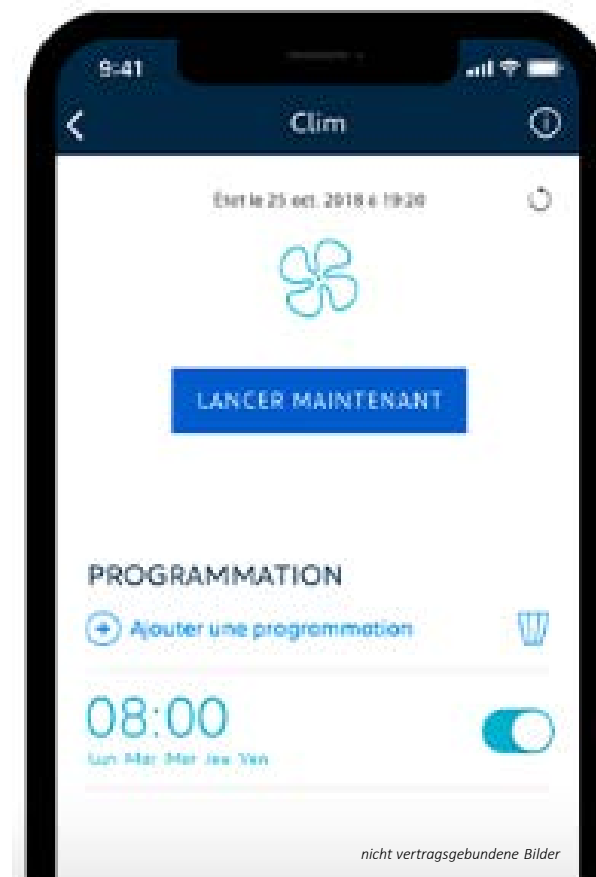 9:41
Clim
État le 25 oct. 2018 à 19:20
LANCER MAINTENANT
PROGRAMMATION
Ajouter une programmation
08:00
Lun Mar Mer Jeu Ven
nicht vertragsgebundene Bilder